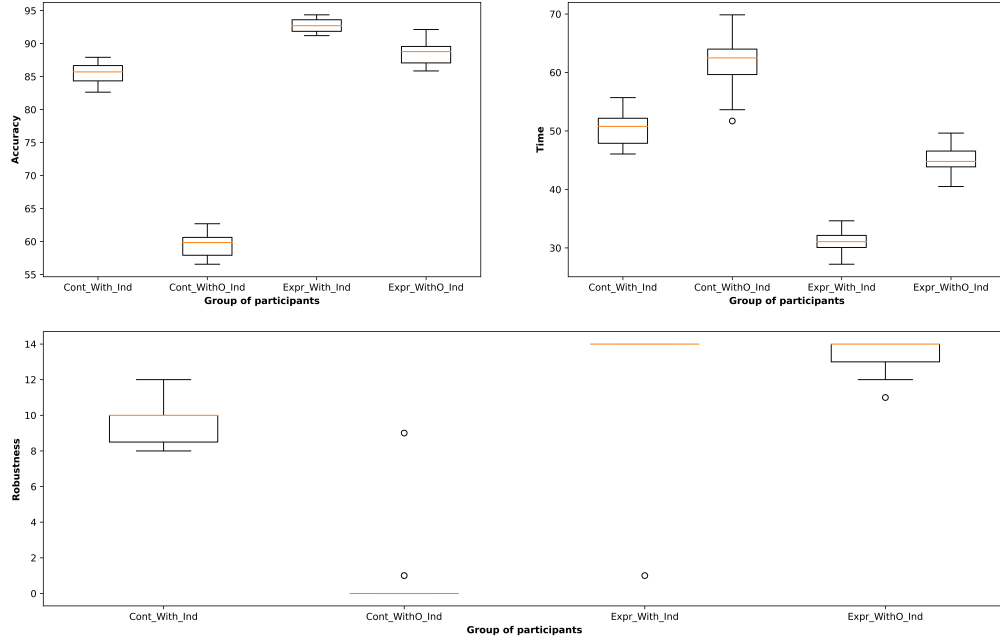 95
90
85
80
75
70
65
60
55
Accuracy
Cont_With_Ind Cont_WithO_Ind Expr_With_Ind Expr_WithO_Ind
Group of participants
70
60
50
40
30
Time
Cont_With_Ind Cont_WithO_Ind Expr_With_Ind Expr_WithO_Ind
Group of participants
14
12
10
8
6
4
2
0
Robustness
Cont_With_Ind Cont_WithO_Ind Expr_With_Ind Expr_WithO_Ind
Group of participants